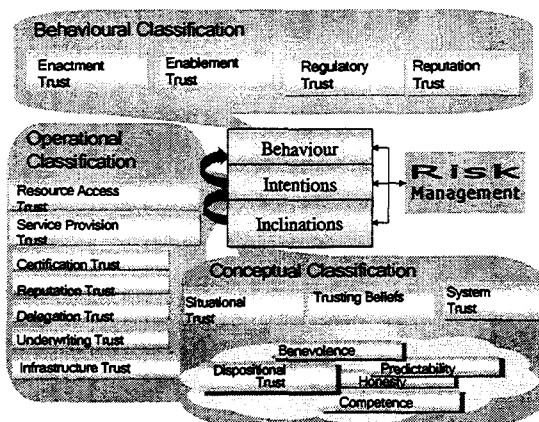 Behavioural Classification
Enactment
Trust
Enablement
Trust
Regulatory
Trust
Reputation
Trust
Operational
Classification
Resource Access
Trust
Service Provision
Trust
Certification Trust
Reputation Trust
Delegation Trust
Underwriting Trust
Infrastructure Trust
Behaviour
Intentions
Inclinations
Risk
Management
Conceptual Classification
Situational
Trust
Trusting Beliefs
System
Trust
Benevolence
Dispositional
Trust
Predictability
Honesty
Competence